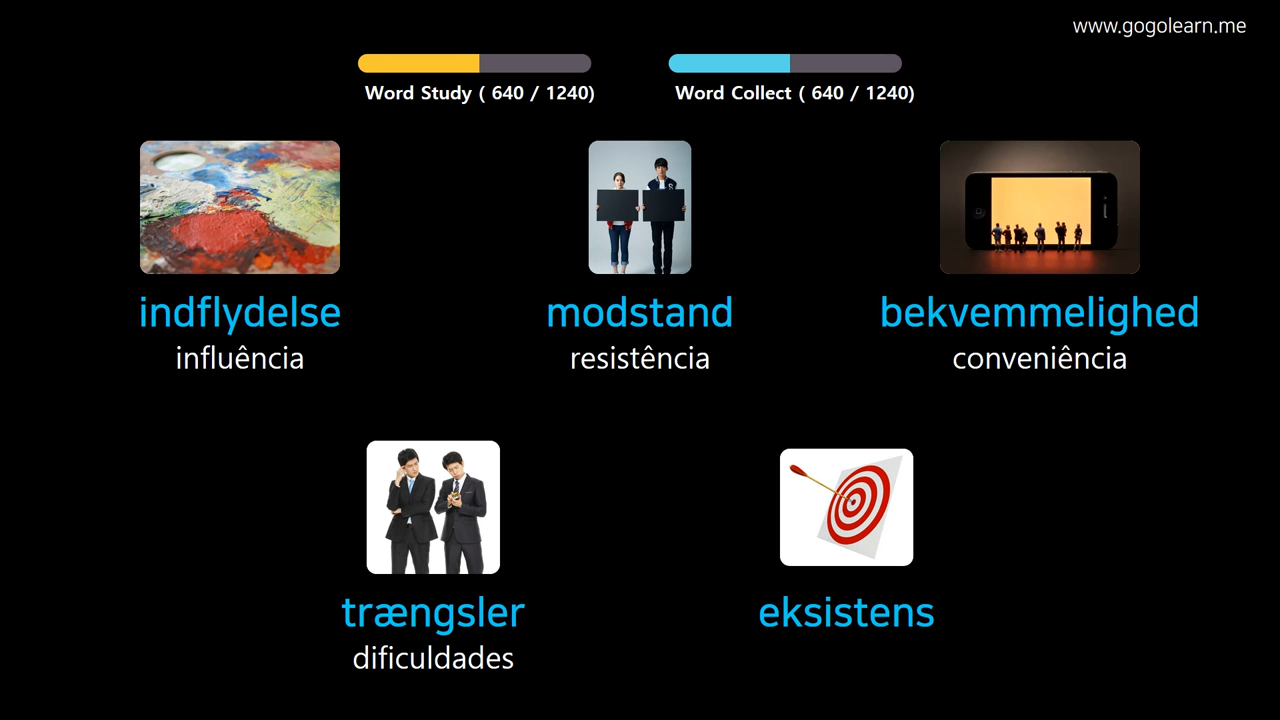 www.gogolearn.me
Word Study ( 640 / 1240)
Word Collect ( 640 / 1240)
indflydelse
influência
modstand
resistência
bekvemmelighed
conveniência
trængsler
dificuldades
eksistens